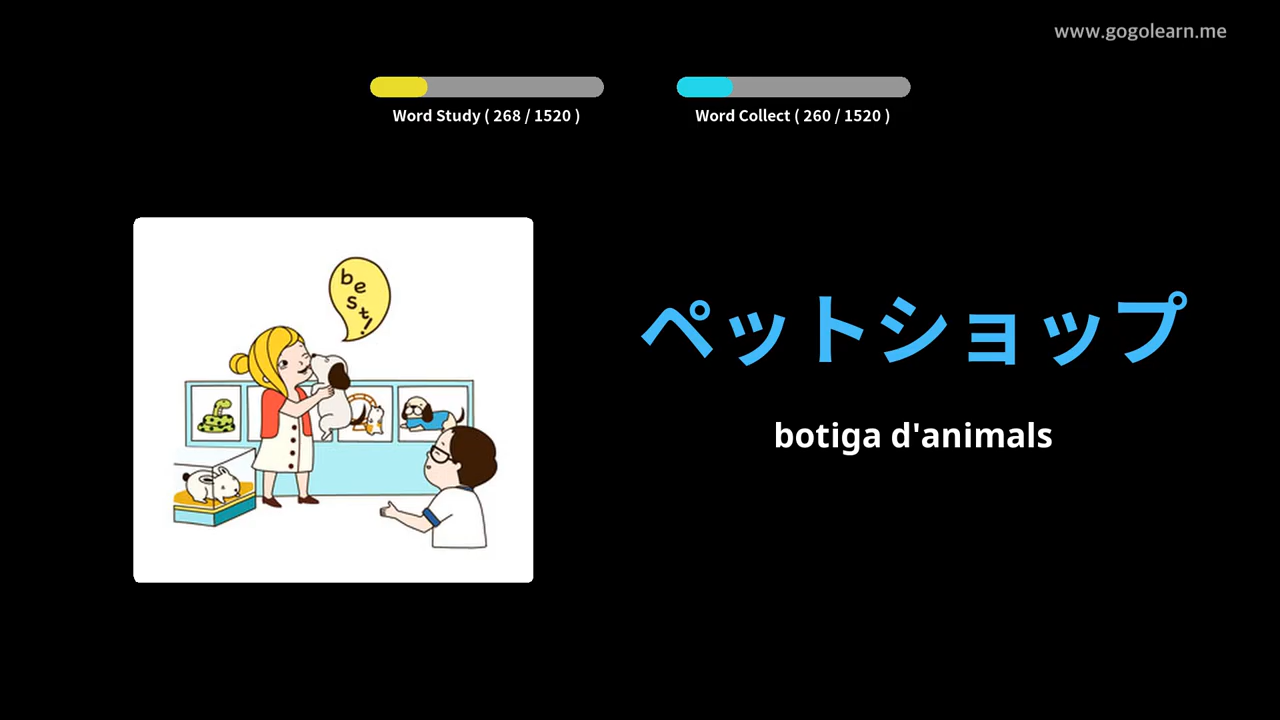 www.gogolearn.me
Word Study ( 268 / 1520 )
Word Collect ( 260 / 1520 )
best!
ペットショップ
botiga d'animals